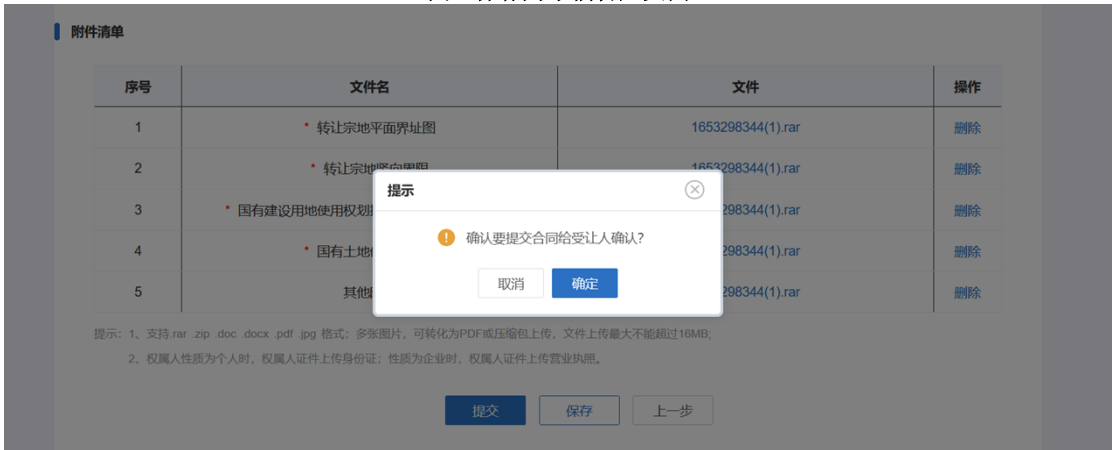 附件清单
序号 文件名 文件 操作
1 * 转让宗地平面界址图 1653298344(1).rar 删除
2 * 转让宗地竖向界限 1653298344(1).rar 删除
提示
3 * 国有建设用地使用权划 298344(1).rar 删除
确认要提交合同给受让人确认?
4 * 国有土地 298344(1).rar 删除
取消 确定
5 其他 298344(1).rar 删除
提示：1、支持.rar .zip .doc .docx .pdf .jpg 格式；多张图片，可转化为PDF或压缩包上传，文件上传最大不能超过16MB;
2、权属人性质为个人时，权属人证件上传身份证；性质为企业时，权属人证件上传营业执照。
提交 保存 上一步